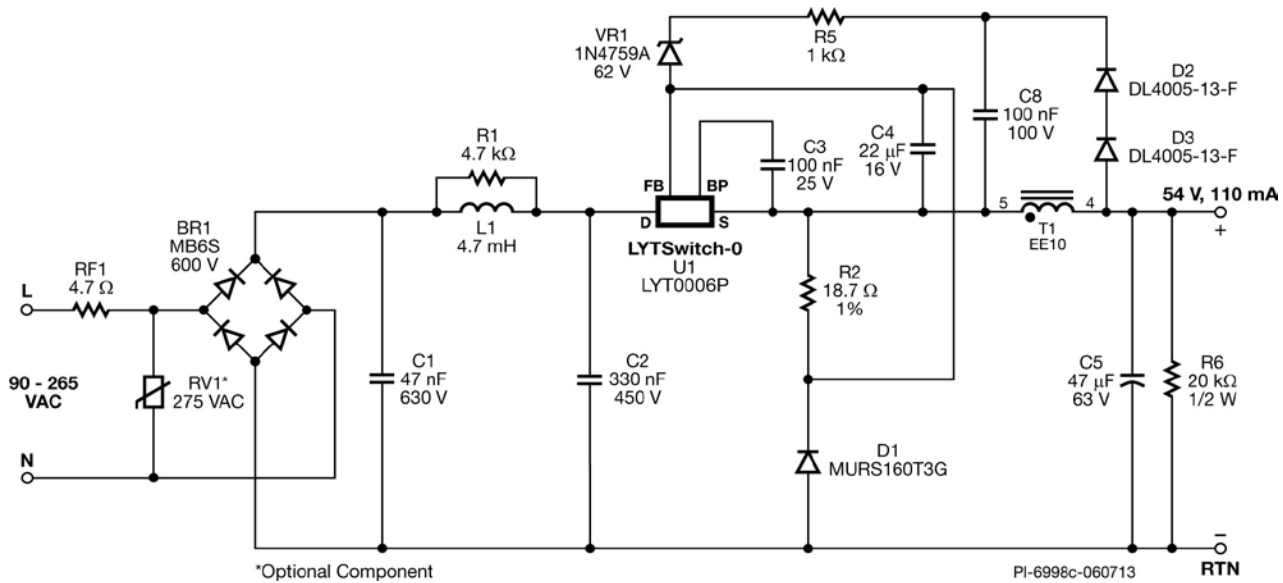 VR1
1N4759A
62 V
R5
1 kΩ
D2
DL4005-13-F
C8
100 nF
100 V
D3
DL4005-13-F
R1
4.7 kΩ
C3
100 nF
25 V
C4
22 μF
16 V
FB
BP
D
S
L1
4.7 mH
LYTSwitch-0
U1
LYT0006P
5
4
T1
EE10
54 V, 110 mA
+
BR1
MB6S
600 V
RF1
4.7 Ω
L
R2
18.7 Ω
1%
90 - 265
VAC
RV1*
275 VAC
C1
47 nF
630 V
C2
330 nF
450 V
C5
47 μF
63 V
R6
20 kΩ
1/2 W
N
D1
MURS160T3G
–
RTN
*Optional Component
PI-6998c-060713